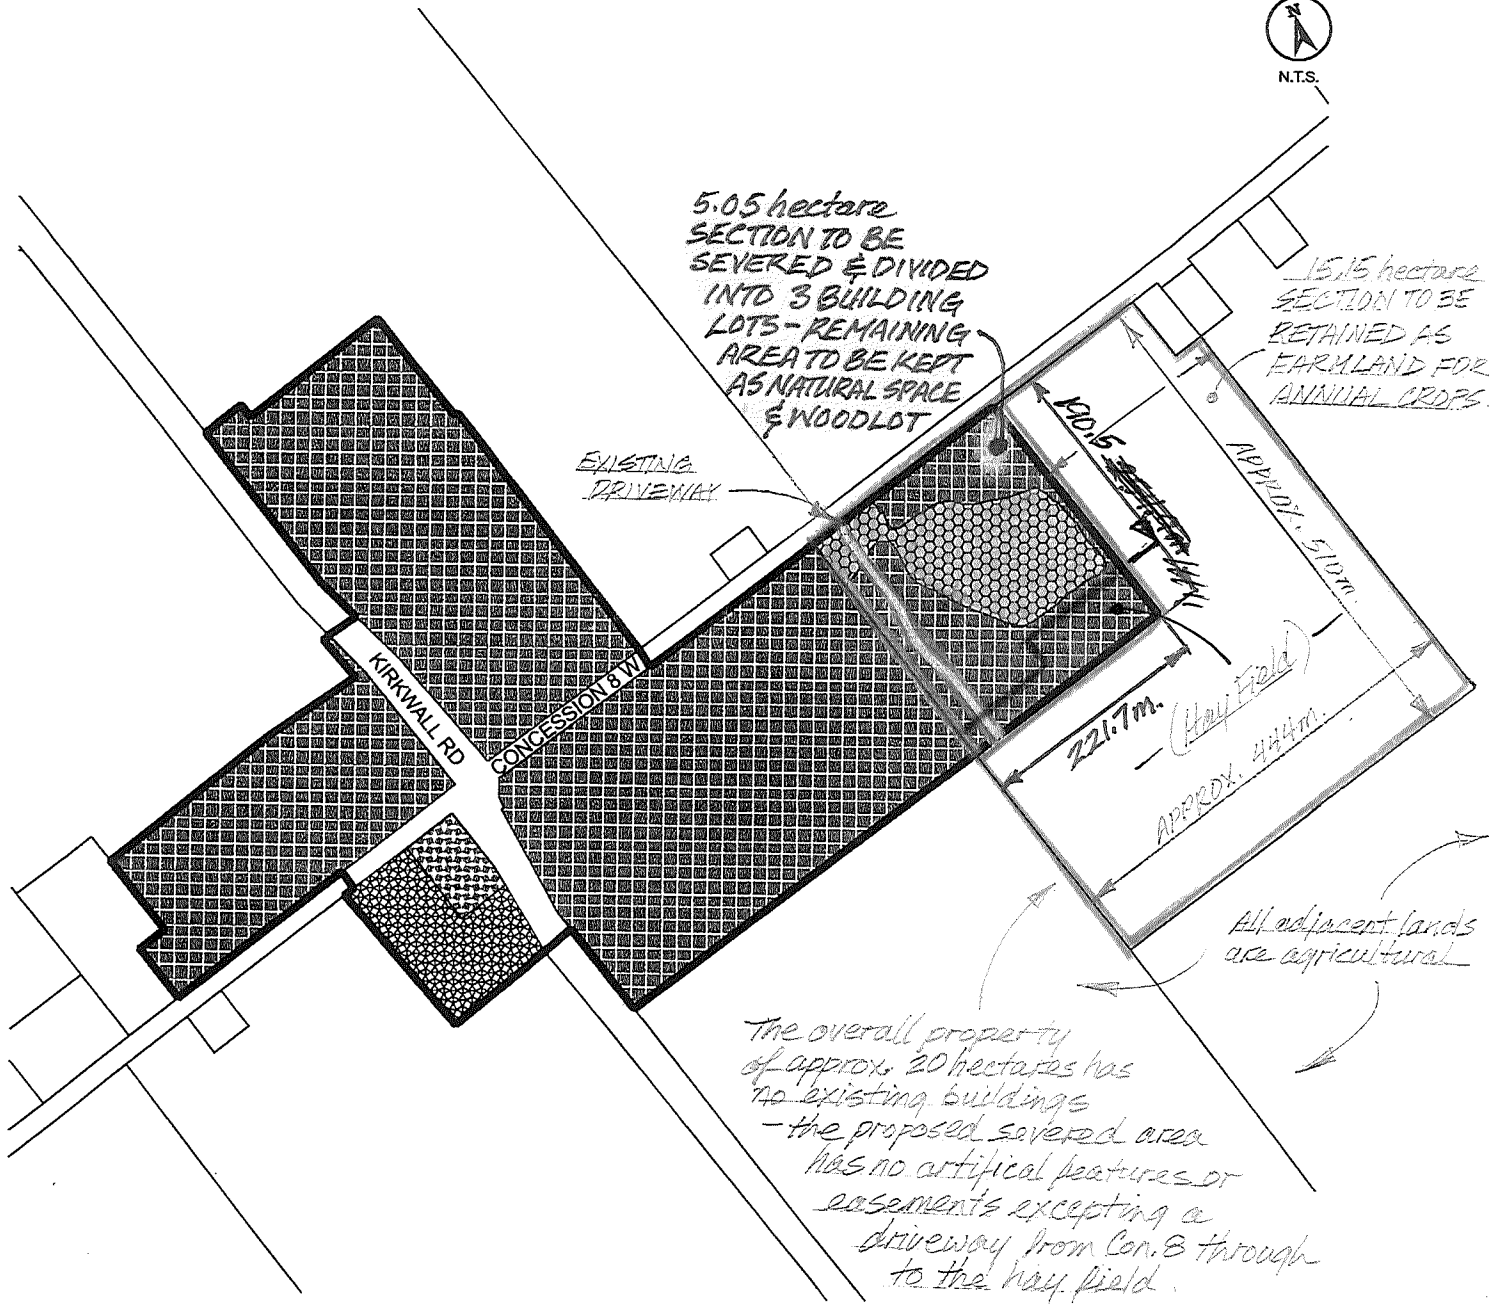 N
N.T.S.
5.05 hectare
SECTION TO BE
SEVERED & DIVIDED
INTO 3 BUILDING
LOTS - REMAINING
AREA TO BE KEPT
AS NATURAL SPACE
& WOODLOT
15.15 hectare
SECTION TO BE
RETAINED AS
FARMLAND FOR
ANNUAL CROPS.
EXISTING
DRIVEWAY
190.5
APPROX. 510m.
KIRKWALL RD
CONCESSION 8 W
221.7m.
(Hay Field)
APPROX. 444m.
All adjacent lands
are agricultural
The overall property
of approx. 20 hectares has
no existing buildings
- the proposed severed area
has no artifical features or
easements excepting a
driveway from Con. 8 through
to the hay field.